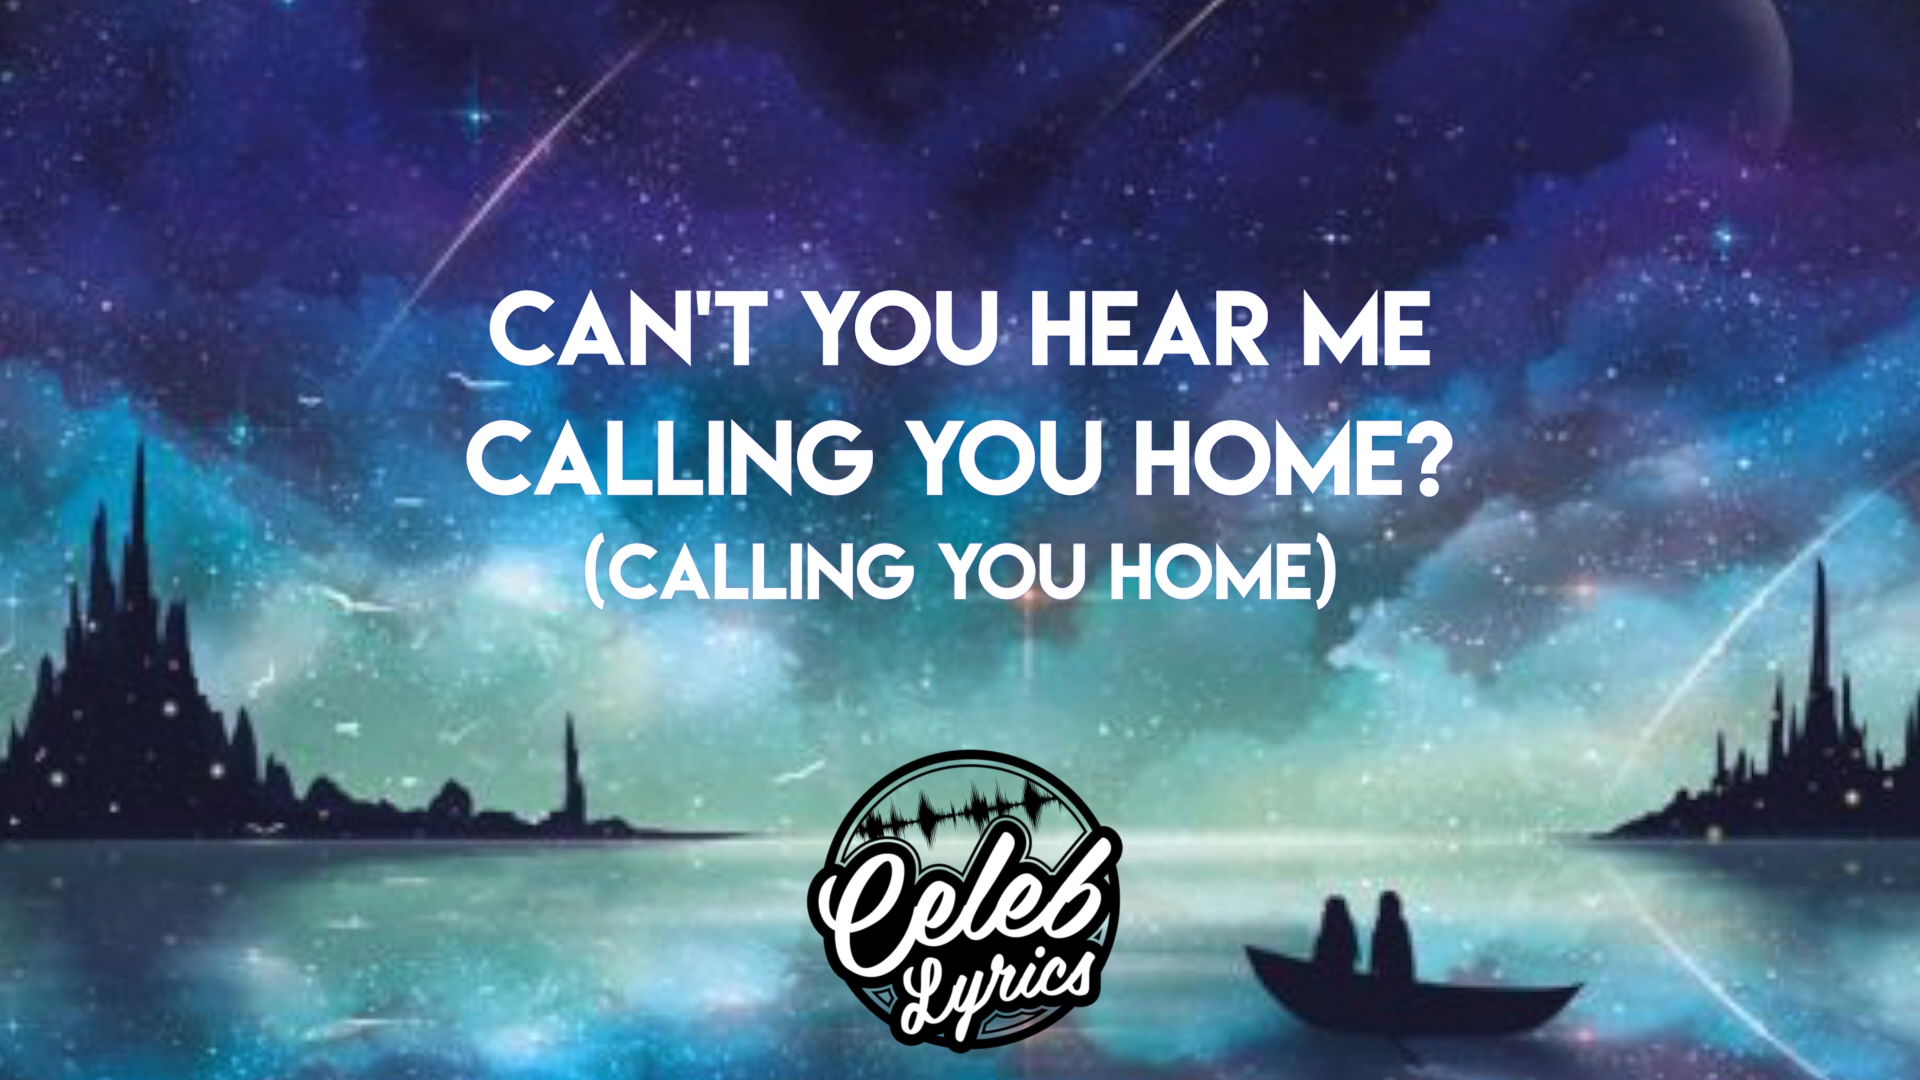 CAN'T YOU HEAR ME
CALLING YOU HOME?
(CALLING YOU HOME)
Celeb
Lyrics